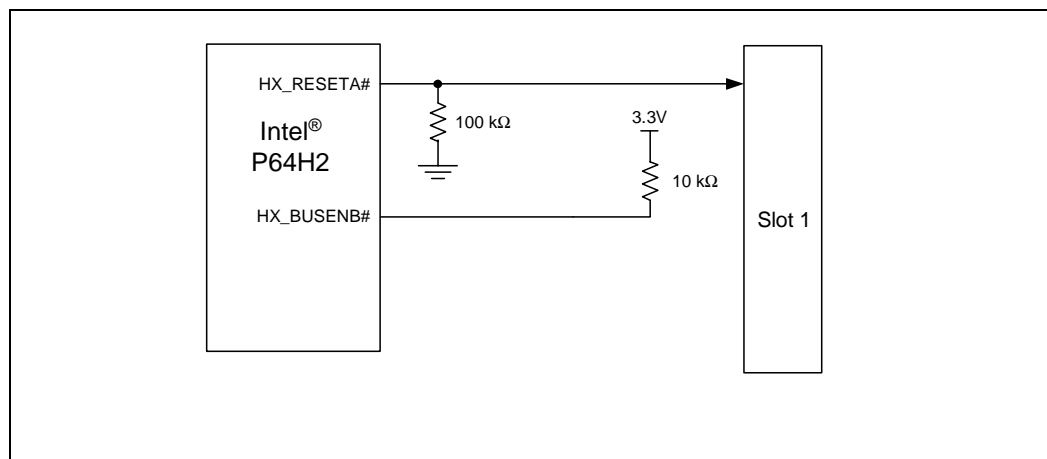 HX_RESETA#
100 kΩ
3.3V
Intel®
P64H2
10 kΩ
HX_BUSENB#
Slot 1